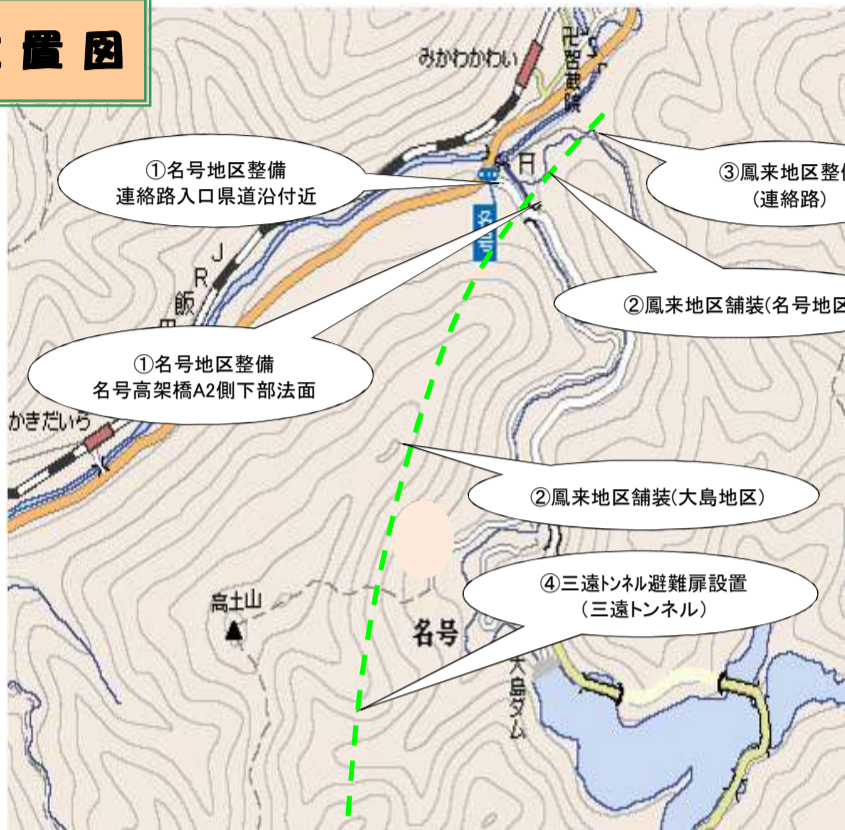 置図
みかわかわい
①名号地区整備
連絡路入口県道沿付近
③鳳来地区整
(連絡路)
②鳳来地区舗装(名号地区
JR飯
①名号地区整備
名号高架橋A2側下部法面
かきだいら
②鳳来地区舗装(大島地区)
④三遠トンネル避難扉設置
(三遠トンネル)
高土山
名号
大島ダム